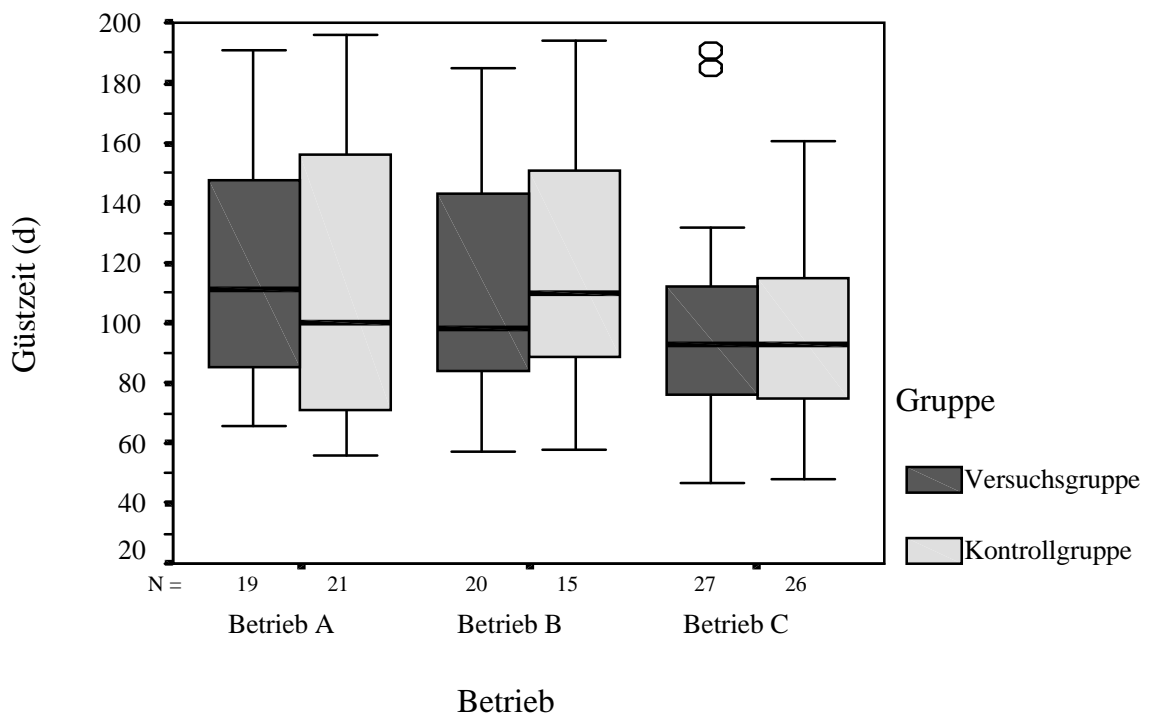 200
180
160
140
120
100
80
60
40
20
Güstzeit (d)
N = 19 21 20 15 27 26
Betrieb A Betrieb B Betrieb C
Betrieb
Gruppe
Versuchsgruppe
Kontrollgruppe